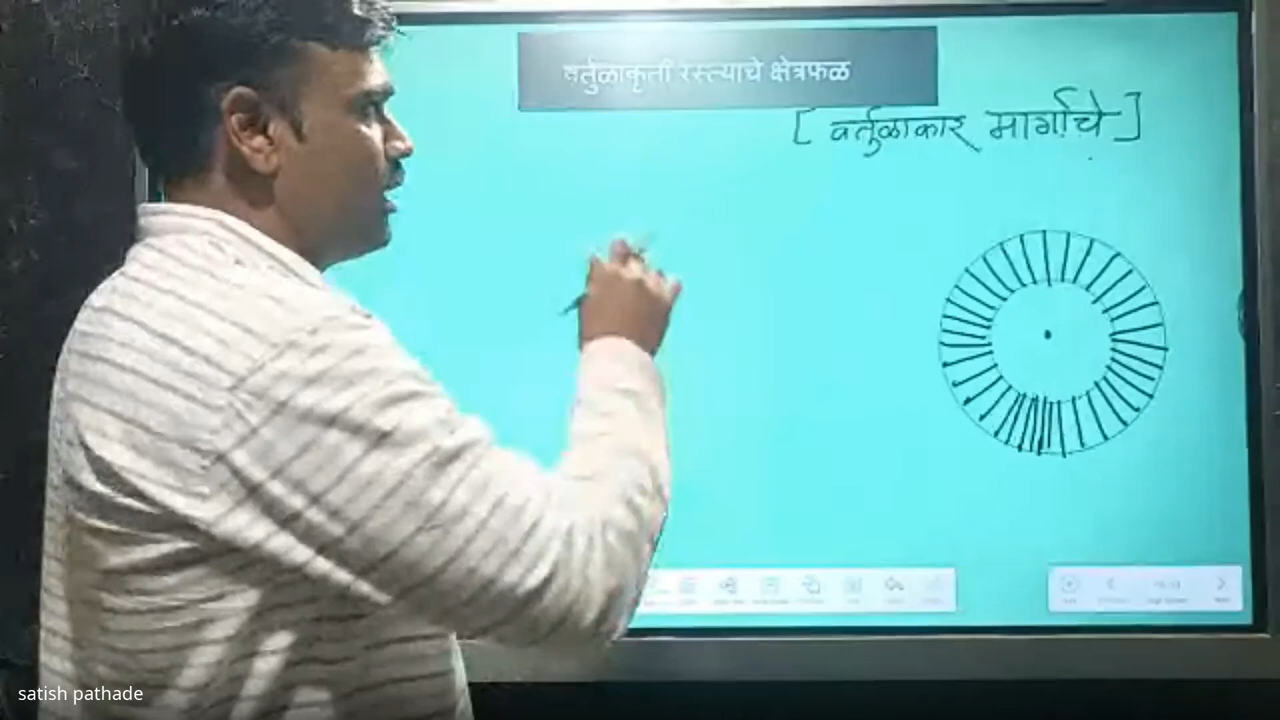 वर्तुळाकृती रस्त्याचे क्षेत्रफळ
[ वर्तुळाकार मार्गाचे ]
satish pathade